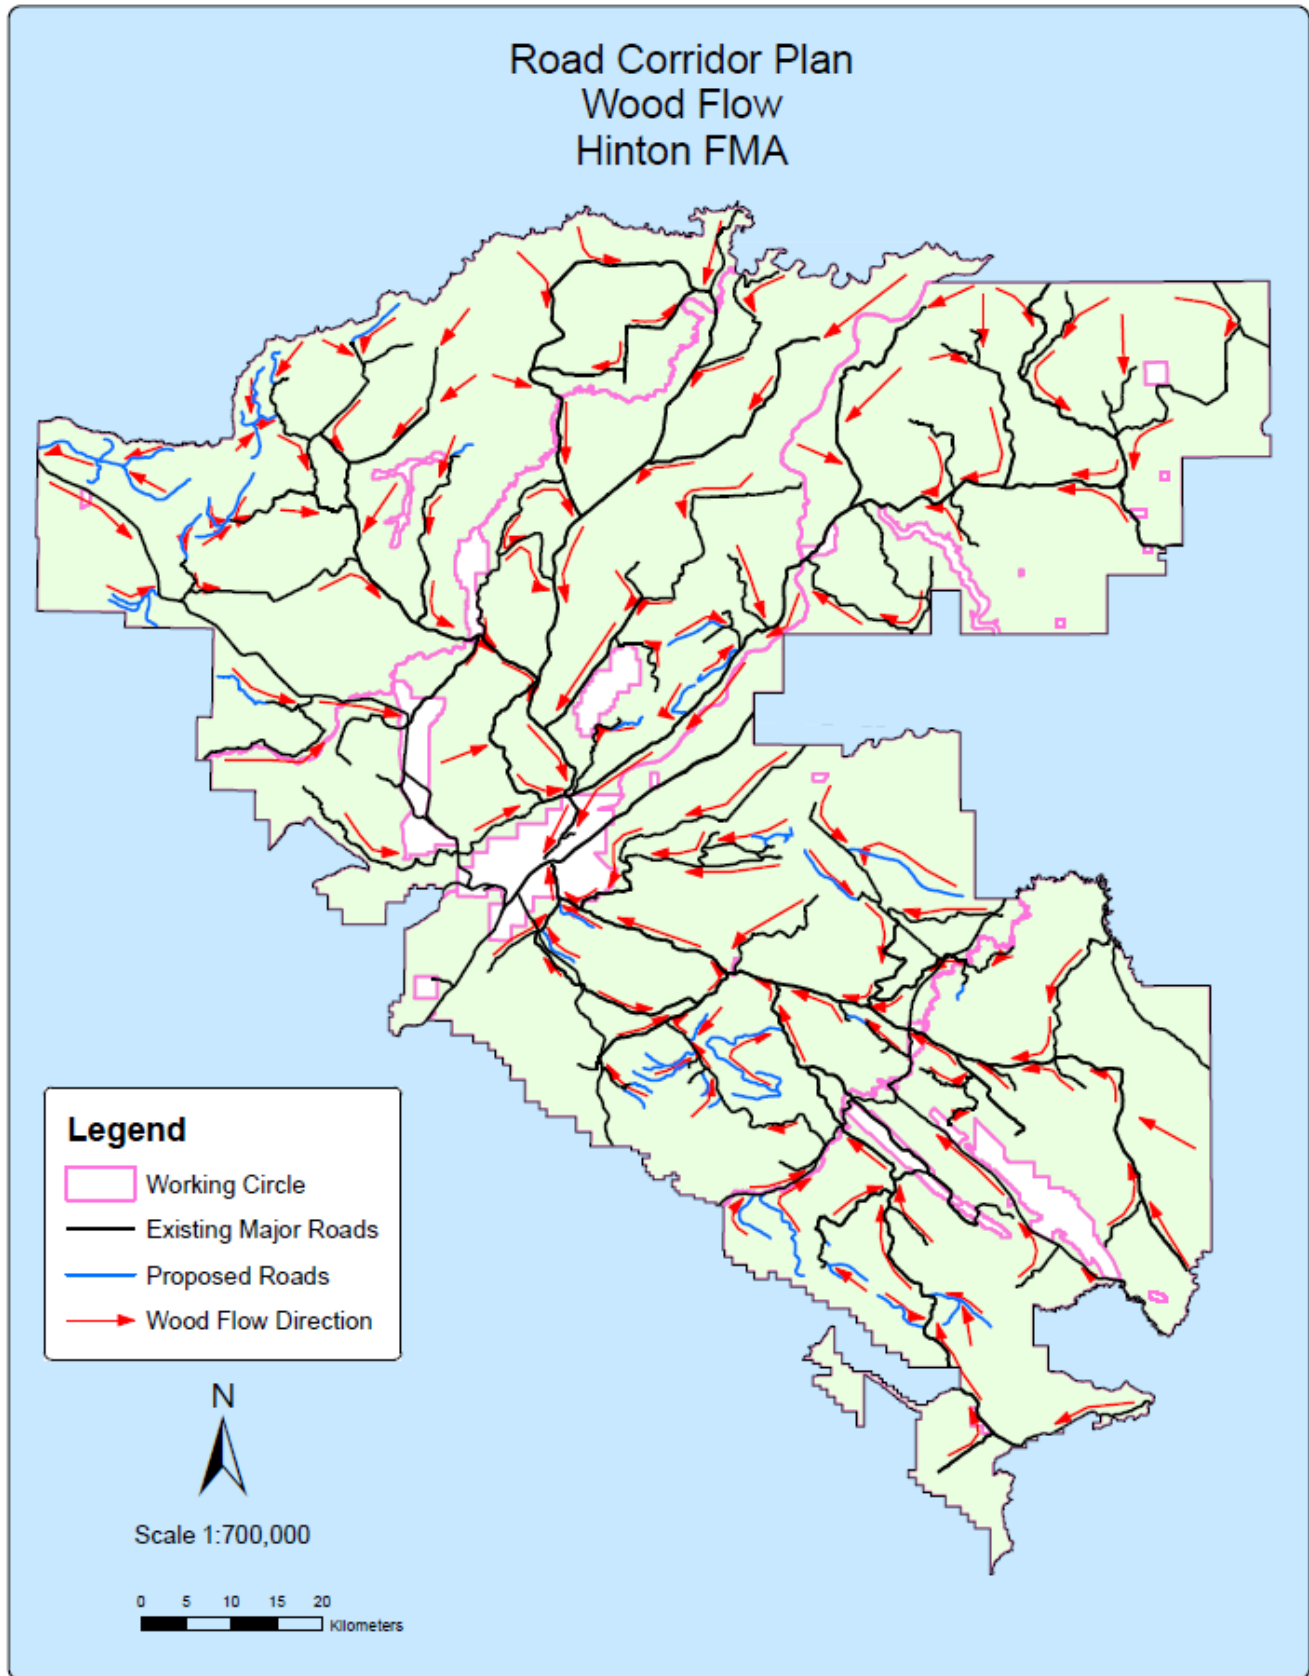 Road Corridor Plan
Wood Flow
Hinton FMA
Legend
Working Circle
Existing Major Roads
Proposed Roads
Wood Flow Direction
N
Scale 1:700,000
0 5 10 15 20
Kilometers